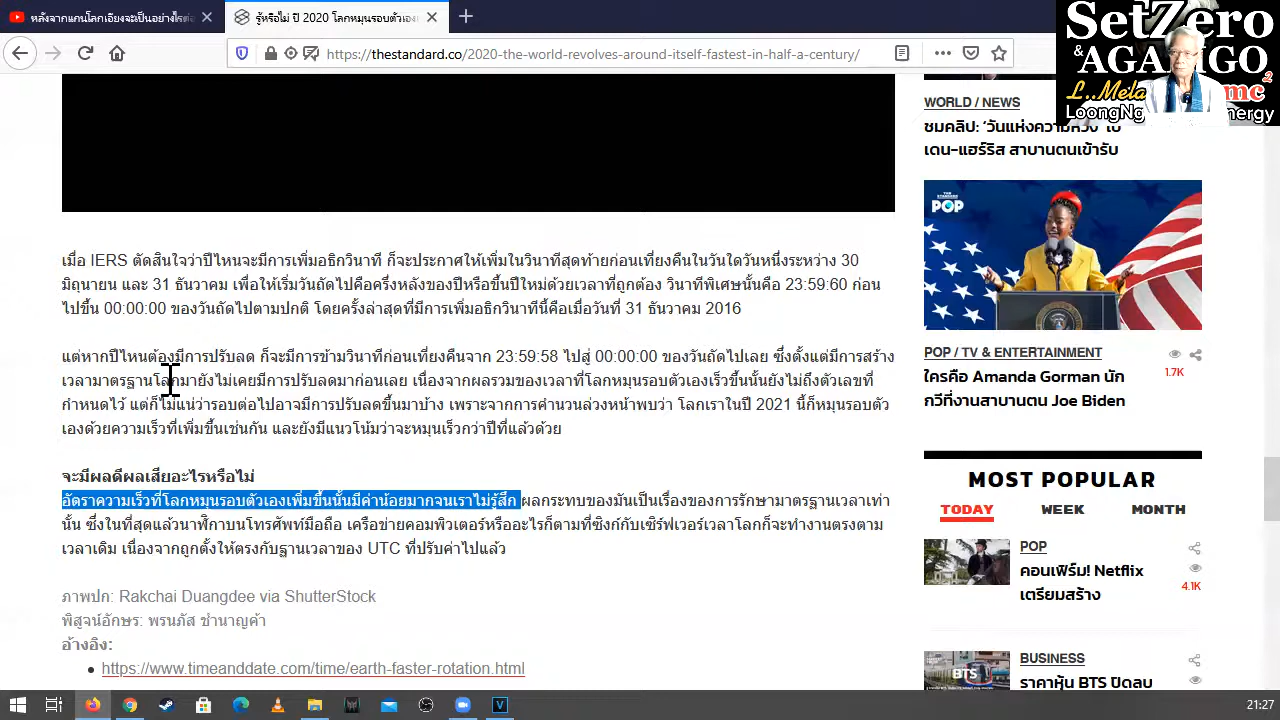 หลังจากแกนโลกเอียงจะเป็นอย่างไรต่อ
รู้หรือไม่ ปี 2020 โลกหมุนรอบตัวเอง
https://thestandard.co/2020-the-world-revolves-around-itself-fastest-in-half-a-century/
SetZero
& AGA
GO
L..Mela
mc²
LoongNg
ergy
WORLD / NEWS
ชมคลิป: ‘วันแห่งความหวัง’ ไบ
เดน-แฮร์ริส สาบานตนเข้ารับ
THE STANDARD
POP
POP / TV & ENTERTAINMENT
1.7K
ใครคือ Amanda Gorman นัก
กวีที่งานสาบานตน Joe Biden
เมื่อ IERS ตัดสินใจว่าปีไหนจะมีการเพิ่มอธิกวินาที ก็จะประกาศให้เพิ่มในวินาทีสุดท้ายก่อนเที่ยงคืนในวันใดวันหนึ่งระหว่าง 30
มิถุนายน และ 31 ธันวาคม เพื่อให้เริ่มวันถัดไปคือครึ่งหลังของปีหรือขึ้นปีใหม่ด้วยเวลาที่ถูกต้อง วินาทีพิเศษนั้นคือ 23:59:60 ก่อน
ไปขึ้น 00:00:00 ของวันถัดไปตามปกติ โดยครั้งล่าสุดที่มีการเพิ่มอธิกวินาทีนี้คือเมื่อวันที่ 31 ธันวาคม 2016
แต่หากปีไหนต้องมีการปรับลด ก็จะมีการข้ามวินาทีก่อนเที่ยงคืนจาก 23:59:58 ไปสู่ 00:00:00 ของวันถัดไปเลย ซึ่งตั้งแต่มีการสร้าง
เวลามาตรฐานโลกมายังไม่เคยมีการปรับลดมาก่อนเลย เนื่องจากผลรวมของเวลาที่โลกหมุนรอบตัวเองเร็วขึ้นนั้นยังไม่ถึงตัวเลขที่
กำหนดไว้ แต่ก็ไม่แน่ว่ารอบต่อไปอาจมีการปรับลดขึ้นมาบ้าง เพราะจากการคำนวนล่วงหน้าพบว่า โลกเราในปี 2021 นี้ก็หมุนรอบตัว
เองด้วยความเร็วที่เพิ่มขึ้นเช่นกัน และยังมีแนวโน้มว่าจะหมุนเร็วกว่าปีที่แล้วด้วย
จะมีผลดีผลเสียอะไรหรือไม่
อัตราความเร็วที่โลกหมุนรอบตัวเองเพิ่มขึ้นนั้นมีค่าน้อยมากจนเราไม่รู้สึก ผลกระทบของมันเป็นเรื่องของการรักษามาตรฐานเวลาเท่า
นั้น ซึ่งในที่สุดแล้วนาฬิกาบนโทรศัพท์มือถือ เครือข่ายคอมพิวเตอร์หรืออะไรก็ตามที่ซิงก์กับเซิร์ฟเวอร์เวลาโลกก็จะทำงานตรงตาม
เวลาเดิม เนื่องจากถูกตั้งให้ตรงกับฐานเวลาของ UTC ที่ปรับค่าไปแล้ว
ภาพปก: Rakchai Duangdee via ShutterStock
พิสูจน์อักษร: พรนภัส ชำนาญค้า
อ้างอิง:
https://www.timeanddate.com/time/earth-faster-rotation.html
MOST POPULAR
TODAY WEEK MONTH
POP
คอนเฟิร์ม! Netflix
เตรียมสร้าง
4.1K
BUSINESS
ราคาหุ้น BTS ปิดลบ
BTS
21:27